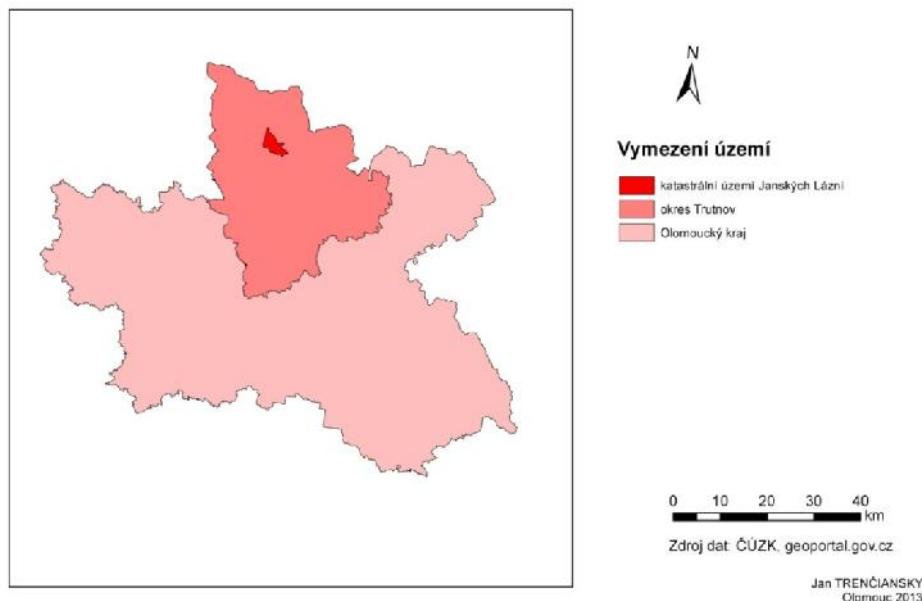 N
Vymezení území
katastrální území Janských Lázní
okres Trutnov
Olomoucký kraj
0 10 20 30 40
km
Zdroj dat: ČÚZK, geoportal.gov.cz
Jan TRENČIANSKY
Olomouc 2013